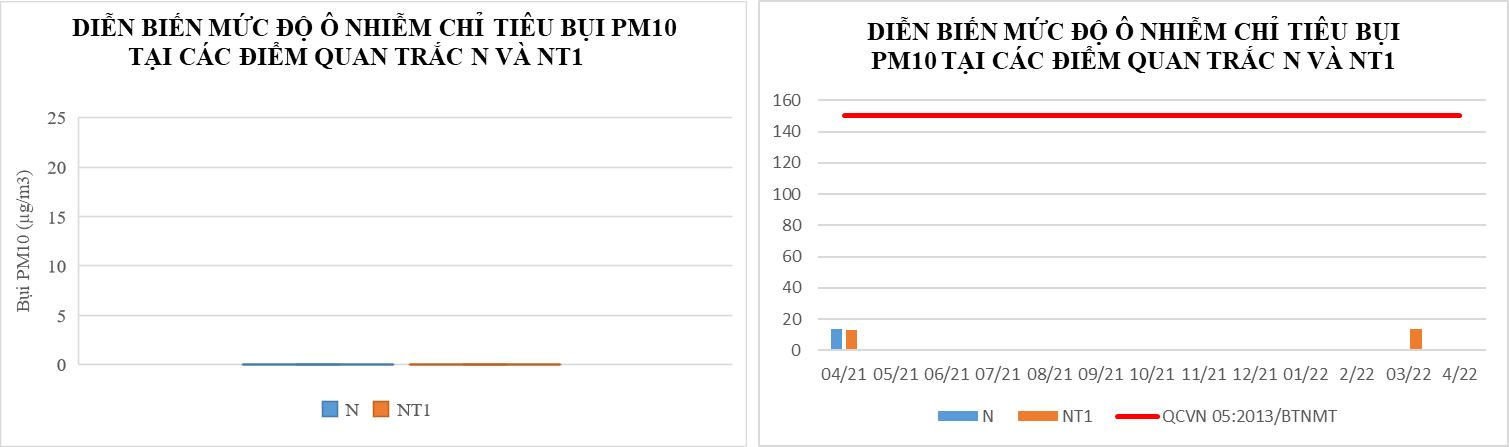 DIỄN BIẾN MỨC ĐỘ Ô NHIỄM CHỈ TIÊU BỤI PM10
TẠI CÁC ĐIỂM QUAN TRẮC N VÀ NT1
Bụi PM10 (µg/m3)
25
20
15
10
5
0
N NT1
DIỄN BIẾN MỨC ĐỘ Ô NHIỄM CHỈ TIÊU BỤI
PM10 TẠI CÁC ĐIỂM QUAN TRẮC N VÀ NT1
160
140
120
100
80
60
40
20
0
04/21 05/21 06/21 07/21 08/21 09/21 10/21 11/21 12/21 01/22 2/22 03/22 4/22
N NT1 QCVN 05:2013/BTNMT